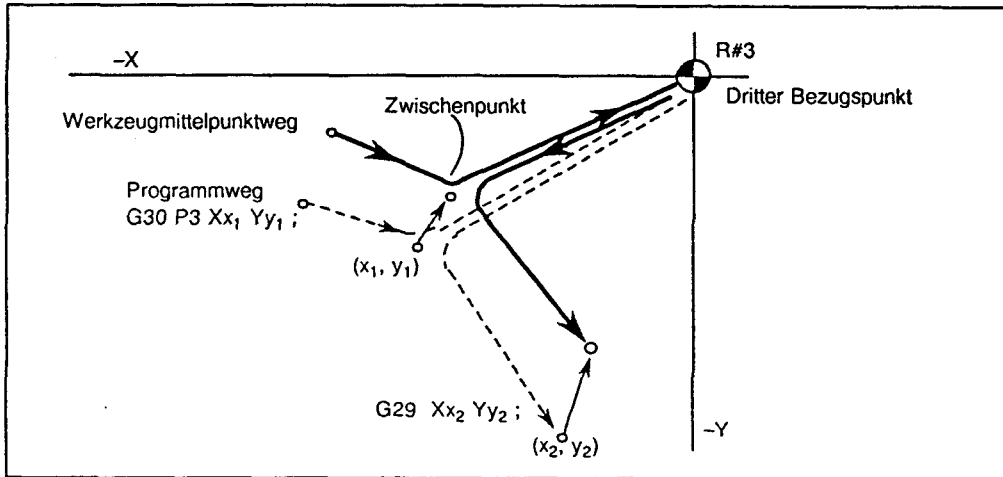 R#3
–X
Dritter Bezugspunkt
Zwischenpunkt
Werkzeugmittelpunktweg
Programmweg
G30 P3 Xx₁ Yy₁ ;
(x₁, y₁)
G29 Xx₂ Yy₂ ;
(x₂, y₂)
–Y